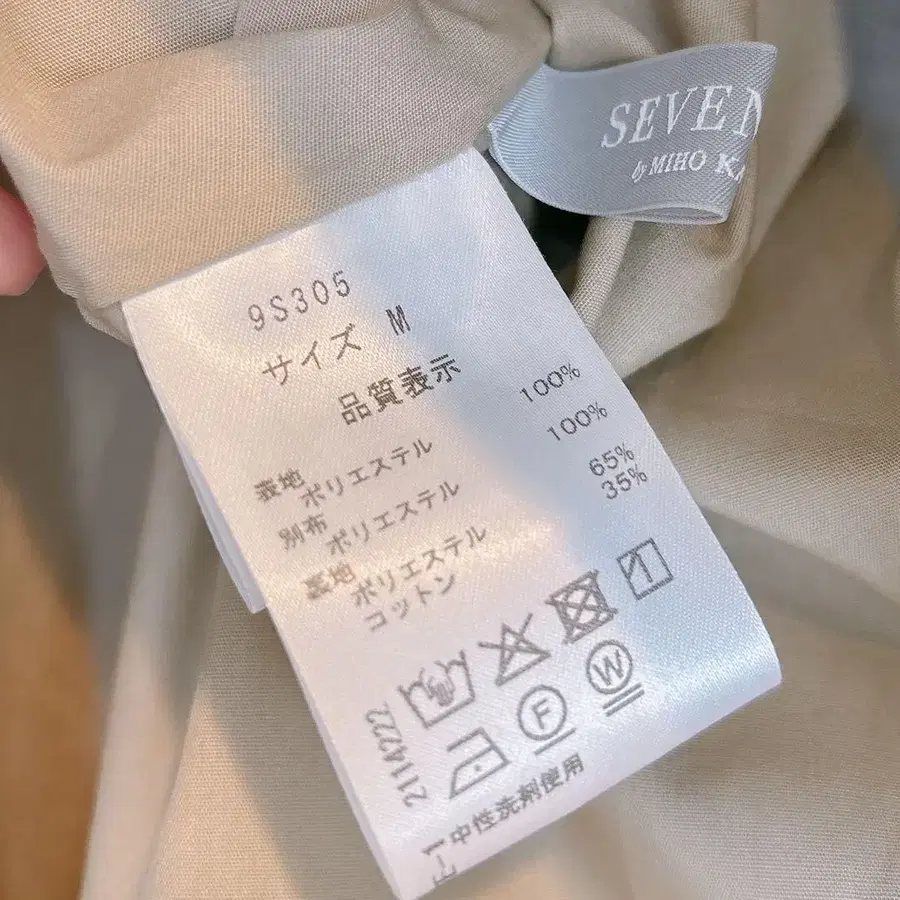 SEVEN
by MIHO KA
9S305
サイズ M
品質表示
表地
ポリエステル 100%
別布
ポリエステル 100%
裏地
ポリエステル 65%
コットン 35%
2114222
F
W
中性洗剤使用